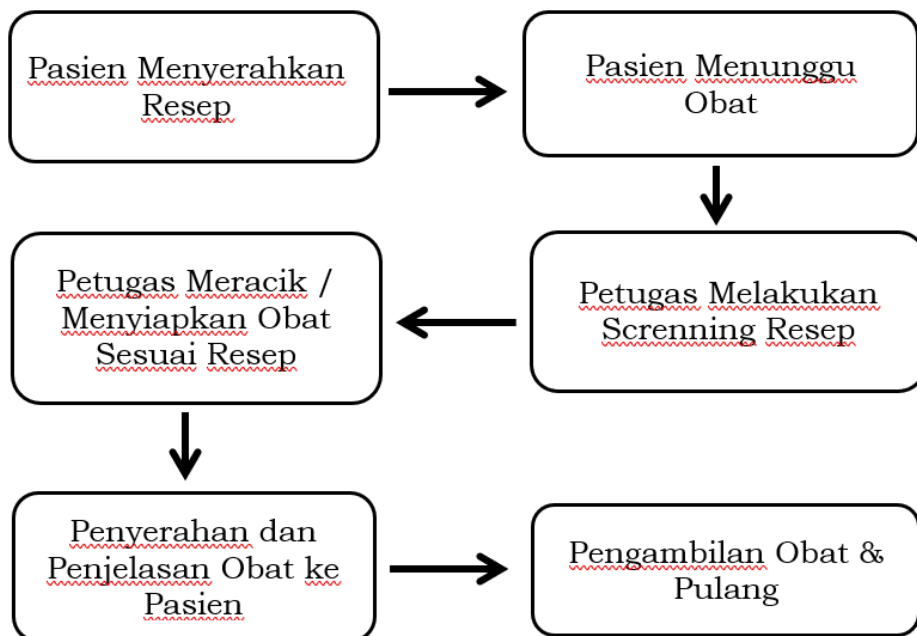 Pasien Menyerahkan
Resep
Pasien Menunggu
Obat
Petugas Melakukan
Screnning Resep
Petugas Meracik /
Menyiapkan Obat
Sesuai Resep
Penyerahan dan
Penjelasan Obat ke
Pasien
Pengambilan Obat &
Pulang